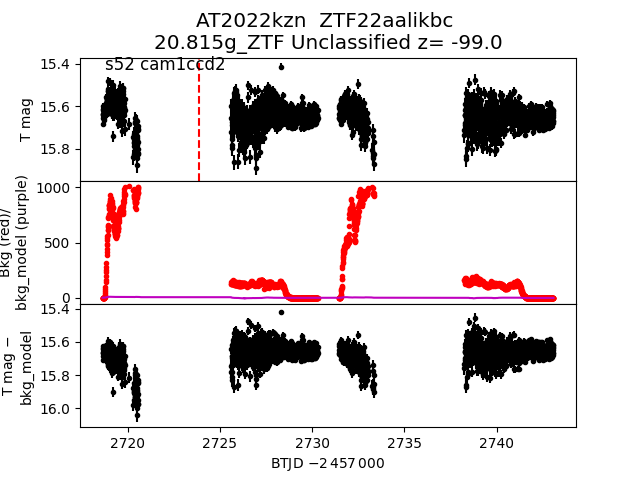 AT2022kzn  ZTF22aalikbc
20.815g_ZTF Unclassified z= -99.0
s52 cam1ccd2
15.4
15.6
15.8
T mag
1000
500
0
Bkg (red)/
bkg_model (purple)
15.4
15.6
15.8
16.0
T mag −
bkg_model
2720
2725
2730
2735
2740
BTJD −2 457 000